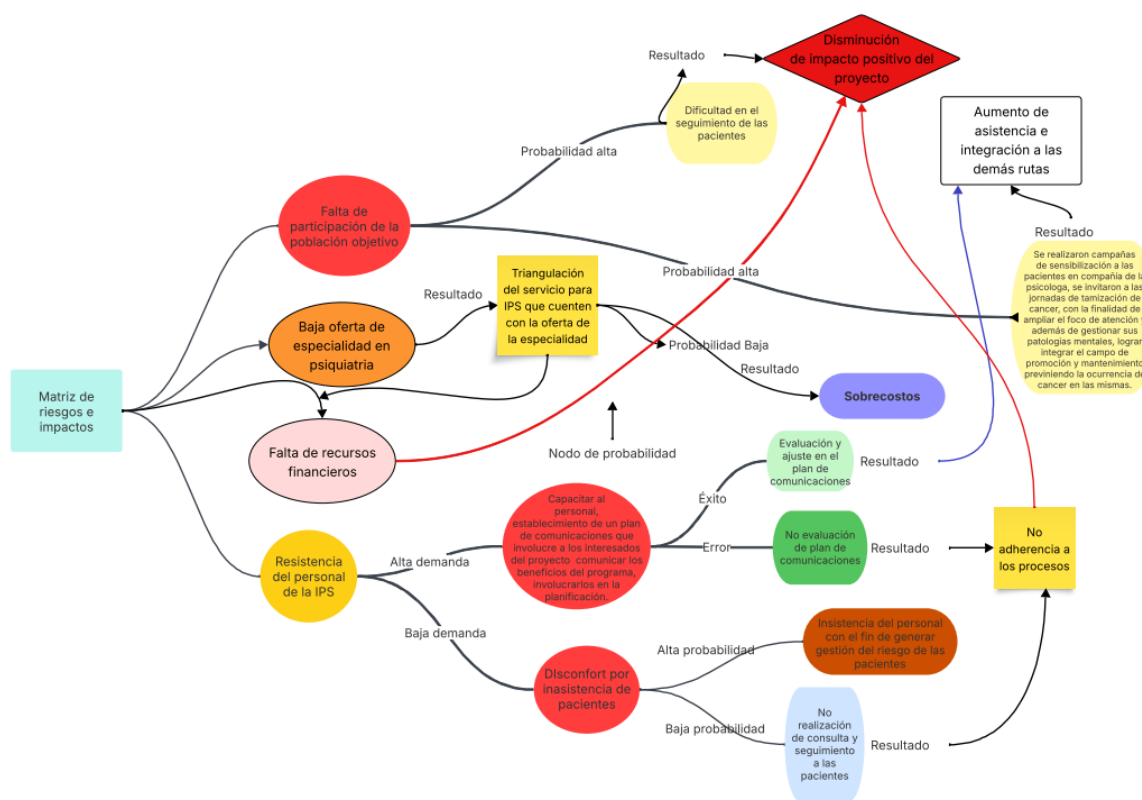 Disminución
de impacto positivo del
proyecto
Resultado
Dificultad en el
seguimiento de las
pacientes
Probabilidad alta
Aumento de
asistencia e
integración a las
demás rutas
Resultado
Falta de
participación de la
población objetivo
Probabilidad alta
Se realizaron campañas
de sensibilización a las
pacientes en compañía de la
psicologa, se invitaron a las
jornadas de tamización de
cancer, con la finalidad de
ampliar el foco de atención y
además de gestionar sus
patologías mentales, lograr
integrar el campo de
promoción y mantenimiento
previniendo la ocurrencia de
cancer en las mismas.
Triangulación
del servicio para
IPS que cuenten
con la oferta de
la especialidad
Resultado
Baja oferta de
especialidad en
psiquiatria
Probabilidad Baja
Resultado
Sobrecostos
Matriz de
riesgos e
impactos
Falta de recursos
financieros
Nodo de probabilidad
Evaluación y
ajuste en el
plan de
comunicaciones
Resultado
Éxito
Capacitar al
personal,
establecimiento de un plan
de comunicaciones que
involucre a los interesados
del proyecto comunicar los
beneficios del programa,
involucrarlos en la
planificación.
Error
No evaluación
de plan de
comunicaciones
Resultado
No
adherencia a
los procesos
Resistencia
del personal
de la IPS
Alta demanda
Baja demanda
Insistencia del personal
con el fin de generar
gestión del riesgo de las
pacientes
Alta probabilidad
DIsconfort por
inasistencia de
pacientes
Baja probabilidad
No
realización
de consulta y
seguimiento
a las
pacientes
Resultado